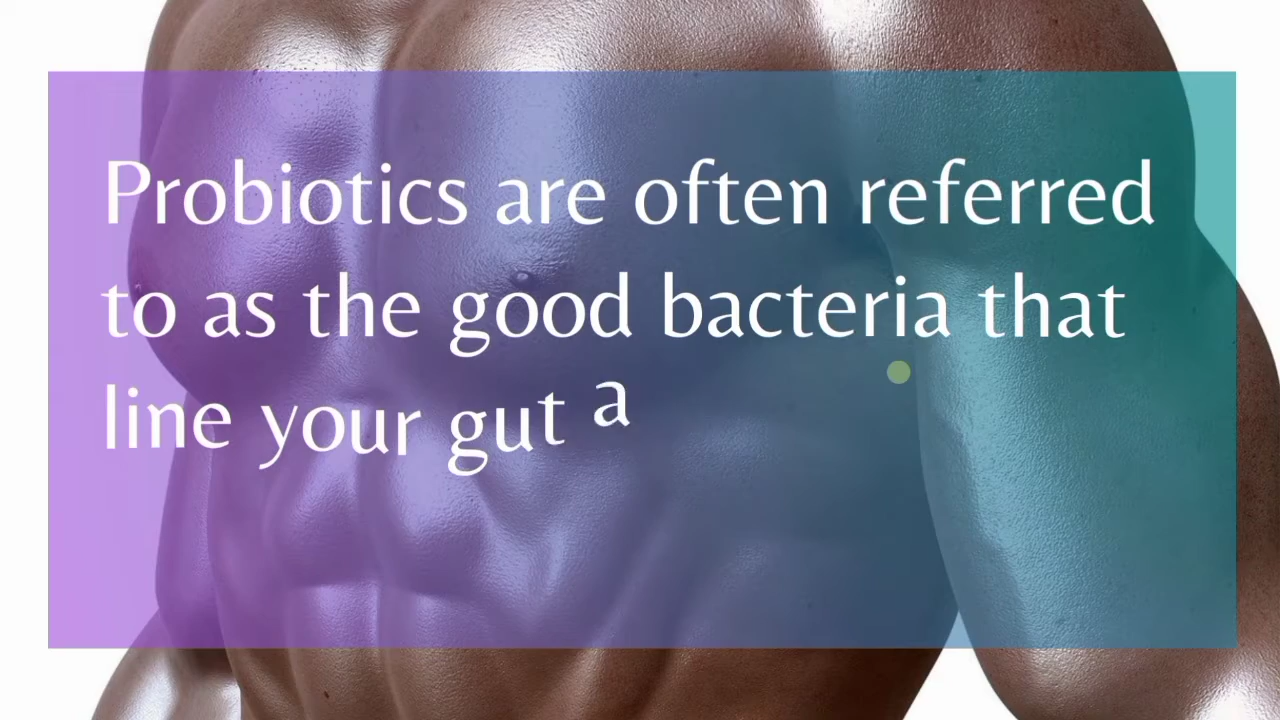 Probiotics are often referred
to as the good bacteria that
line your gut a